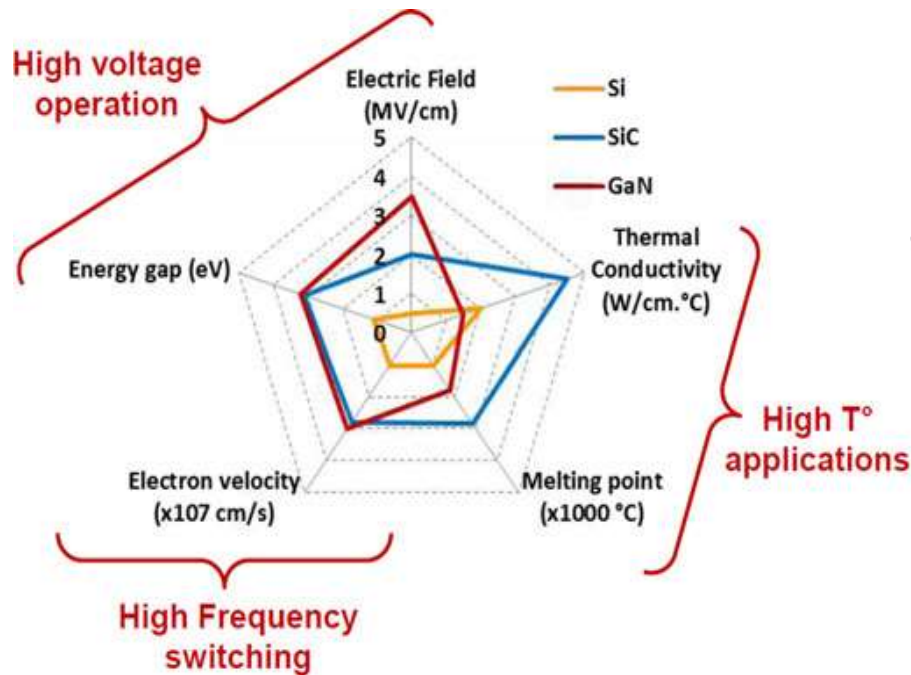 High voltage
operation
Electric Field
(MV/cm)
Si
SiC
GaN
5
4
3
2
1
0
Thermal
Conductivity
(W/cm.°C)
Energy gap (eV)
High T°
applications
Electron velocity
(x107 cm/s)
Melting point
(x1000 °C)
High Frequency
switching